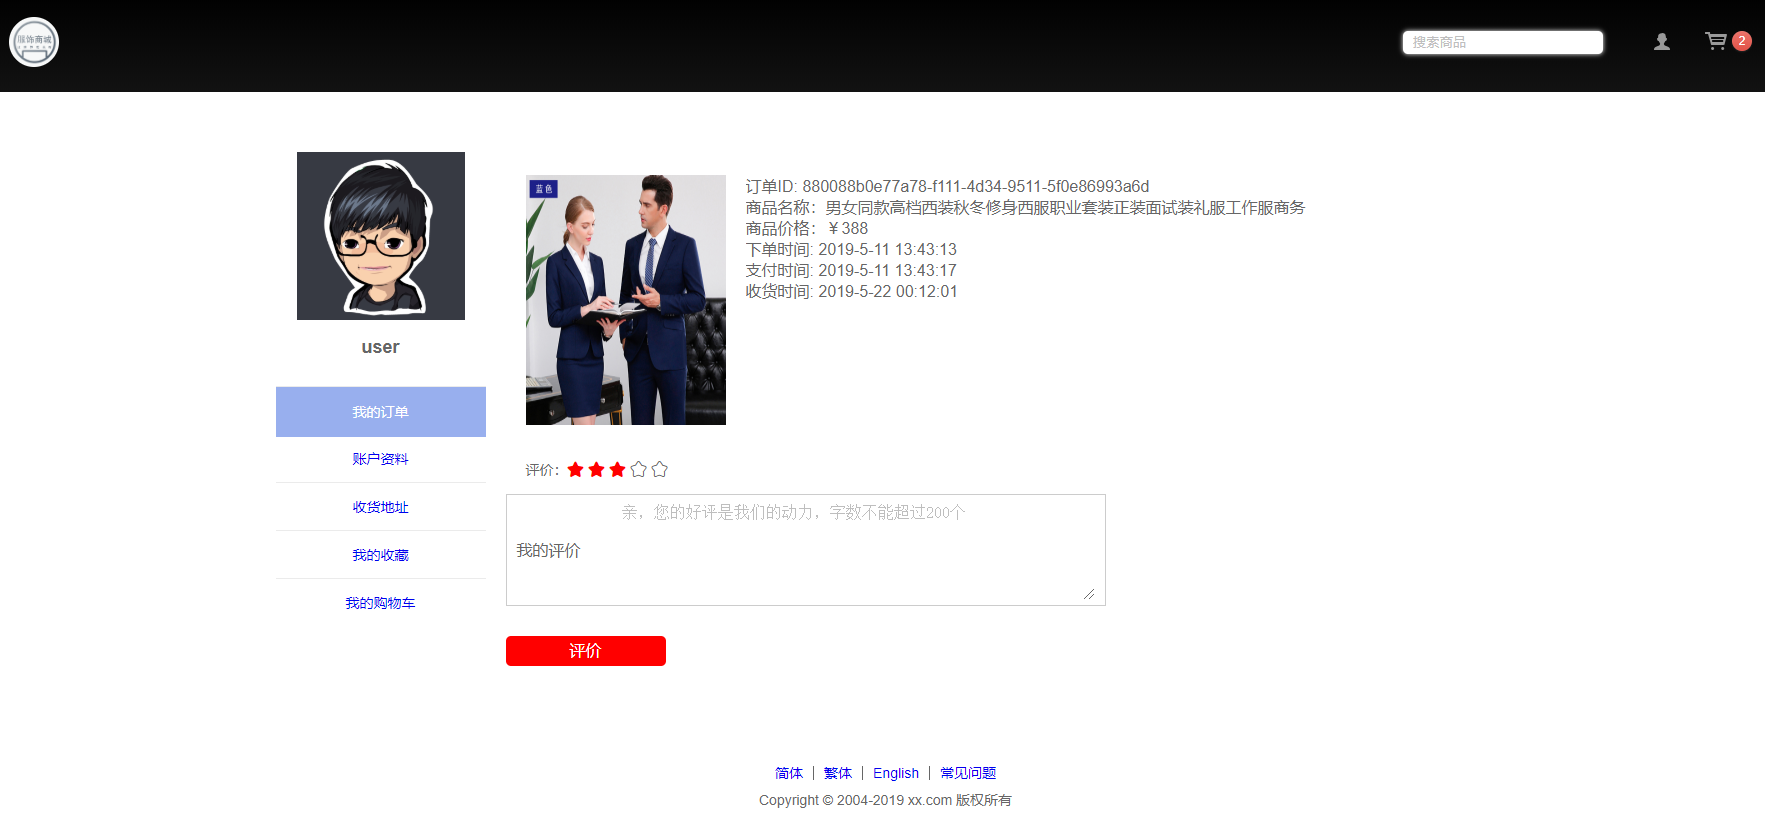 服饰商城
搜索商品
2
蓝色
订单ID: 880088b0e77a78-f111-4d34-9511-5f0e86993a6d
商品名称：男女同款高档西装秋冬修身西服职业套装正装面试装礼服工作服商务
商品价格：￥388
下单时间: 2019-5-11 13:43:13
支付时间: 2019-5-11 13:43:17
收货时间: 2019-5-22 00:12:01
user
我的订单
账户资料
收货地址
我的收藏
我的购物车
评价：
亲，您的好评是我们的动力，字数不能超过200个
我的评价
评价
简体 | 繁体 | English | 常见问题
Copyright © 2004-2019 xx.com 版权所有